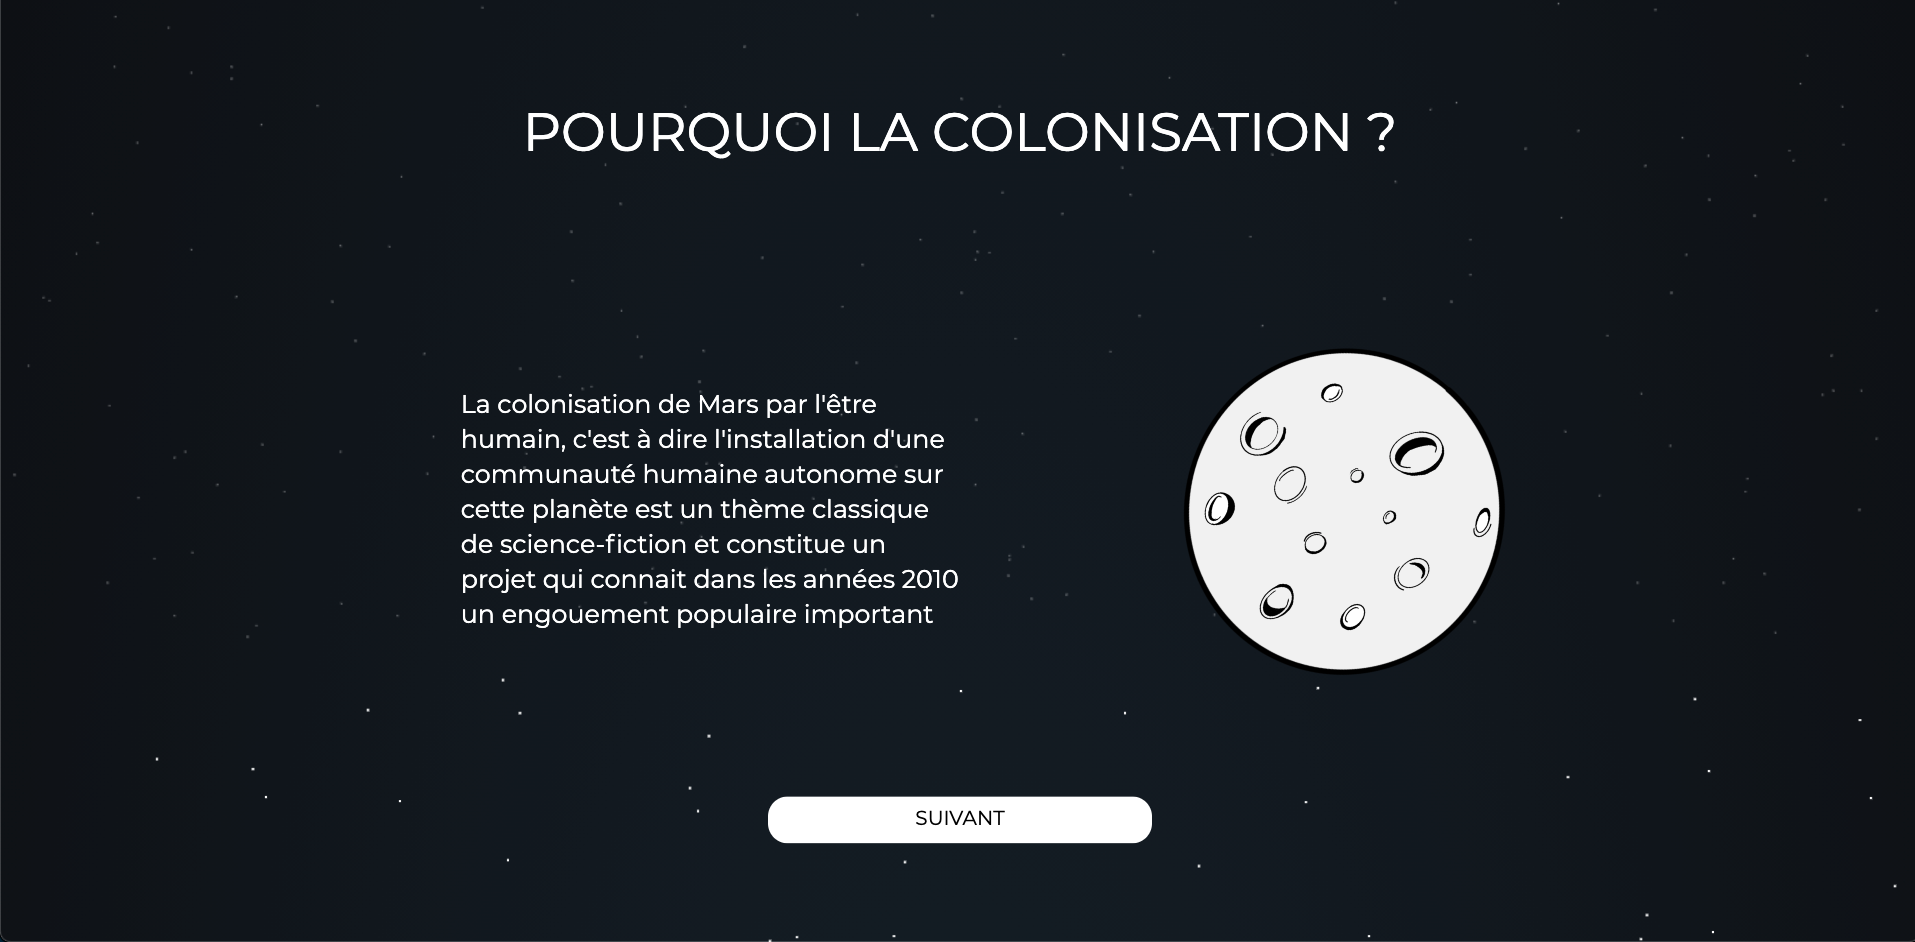 POURQUOI LA COLONISATION ?
La colonisation de Mars par l'être
humain, c'est à dire l'installation d'une
communauté humaine autonome sur
cette planète est un thème classique
de science-fiction et constitue un
projet qui connait dans les années 2010
un engouement populaire important
SUIVANT